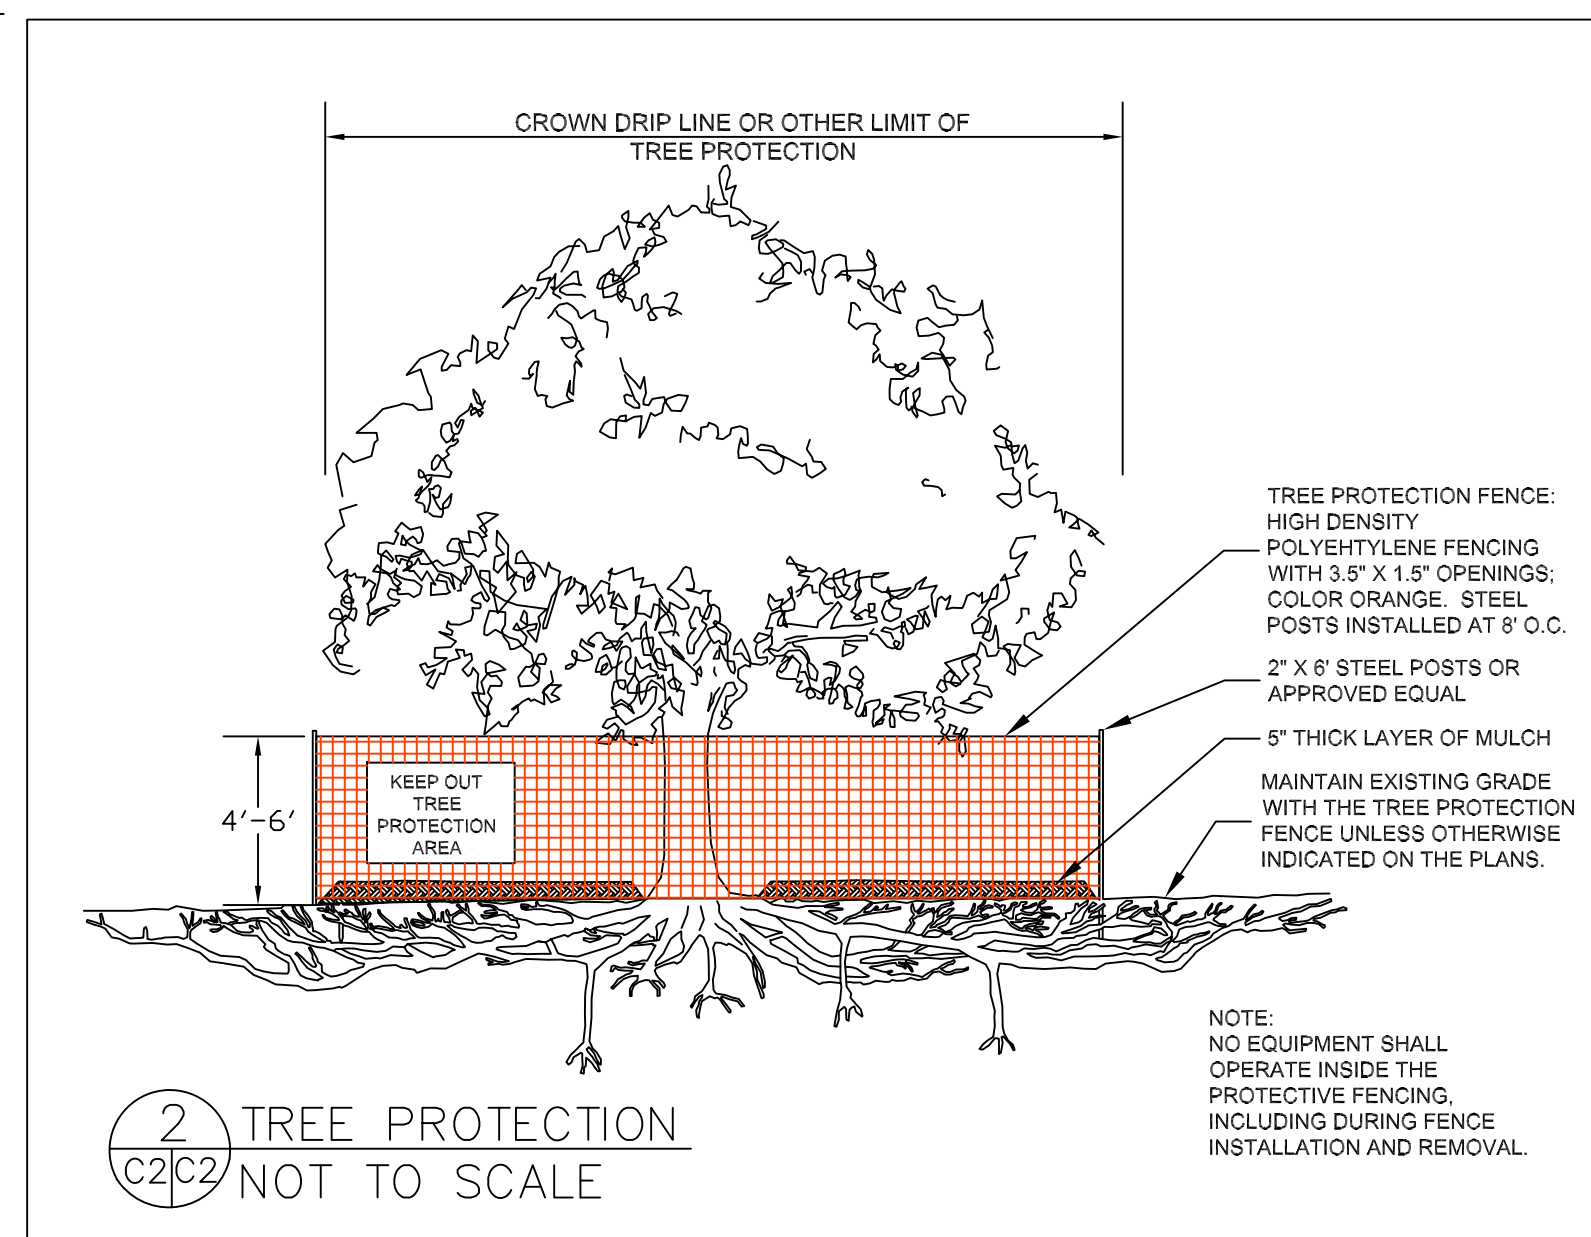 CROWN DRIP LINE OR OTHER LIMIT OF
TREE PROTECTION
TREE PROTECTION FENCE:
HIGH DENSITY
POLYEHTYLENE FENCING
WITH 3.5" X 1.5" OPENINGS;
COLOR ORANGE. STEEL
POSTS INSTALLED AT 8' O.C.
2" X 6' STEEL POSTS OR
APPROVED EQUAL
5" THICK LAYER OF MULCH
MAINTAIN EXISTING GRADE
WITH THE TREE PROTECTION
FENCE UNLESS OTHERWISE
INDICATED ON THE PLANS.
KEEP OUT
TREE
PROTECTION
AREA
4'-6'
NOTE:
NO EQUIPMENT SHALL
OPERATE INSIDE THE
PROTECTIVE FENCING,
INCLUDING DURING FENCE
INSTALLATION AND REMOVAL.
2
C2 C2
TREE PROTECTION
NOT TO SCALE